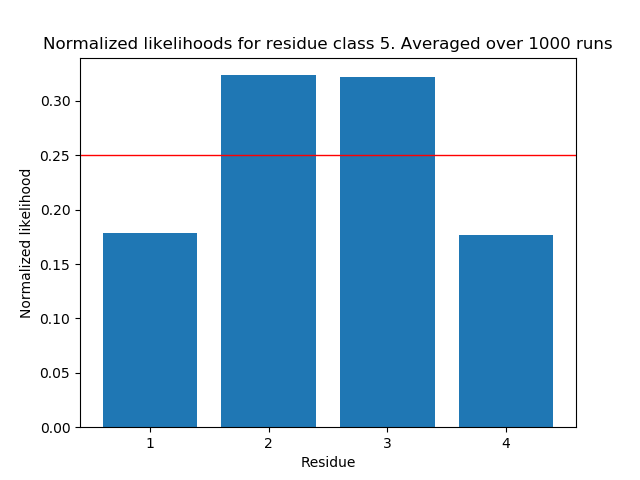 Normalized likelihoods for residue class 5. Averaged over 1000 runs
0.30
0.25
0.20
0.15
0.10
0.05
0.00
Normalized likelihood
1 2 3 4
Residue